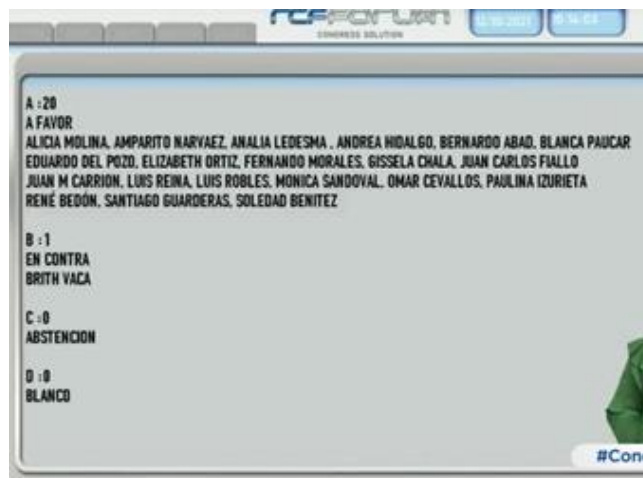 rcf FORUM
CONGRESS SOLUTION
A :20
A FAVOR
ALICIA MOLINA, AMPARITO NARVAEZ, ANALIA LEDESMA , ANDREA HIDALGO, BERNARDO ABAD, BLANCA PAUCAR
EDUARDO DEL POZO, ELIZABETH ORTIZ, FERNANDO MORALES, GISSELA CHALA, JUAN CARLOS FIALLO
JUAN M CARRION, LUIS REINA, LUIS ROBLES, MONICA SANDOVAL, OMAR CEVALLOS, PAULINA IZURIETA
RENÉ BEDÓN, SANTIAGO GUARDERAS, SOLEDAD BENITEZ
B :1
EN CONTRA
BRITH VACA
C :0
ABSTENCION
D :0
BLANCO
#Con